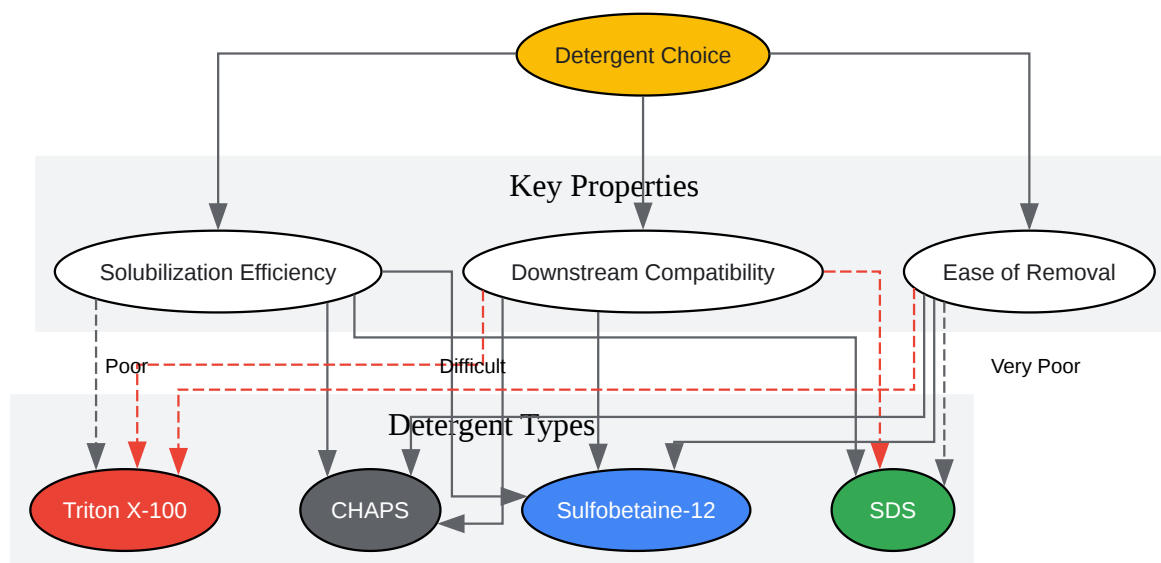 Detergent Choice
Key Properties
Solubilization Efficiency
Downstream Compatibility
Ease of Removal
Poor
Difficult
Very Poor
Detergent Types
Triton X-100
CHAPS
Sulfobetaine-12
SDS